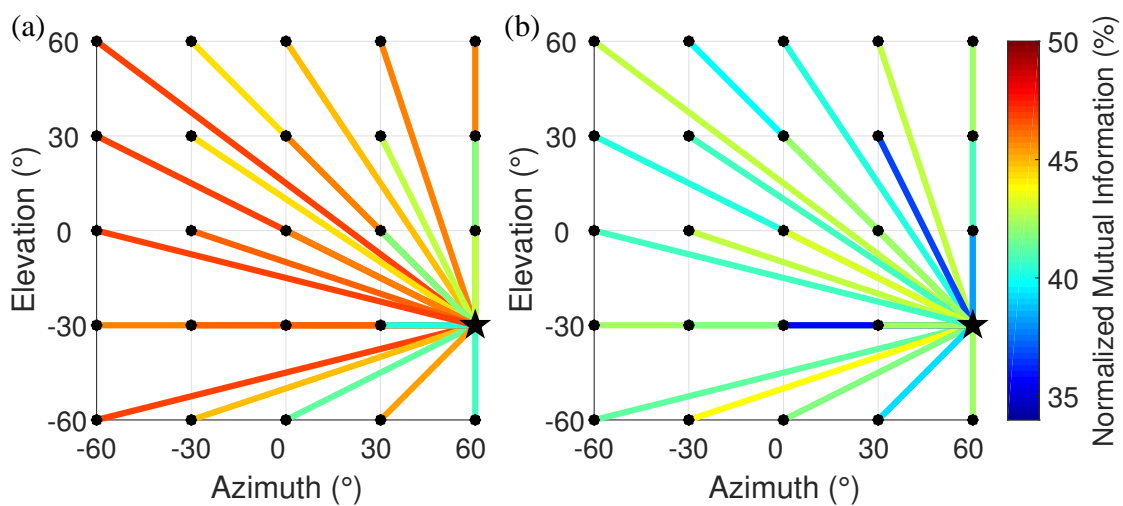 (a)
60
30
0
-30
-60
Elevation (°)
-60 -30 0 30 60
Azimuth (°)
(b)
60
30
0
-30
-60
Elevation (°)
-60 -30 0 30 60
Azimuth (°)
50
45
40
35
Normalized Mutual Information (%)